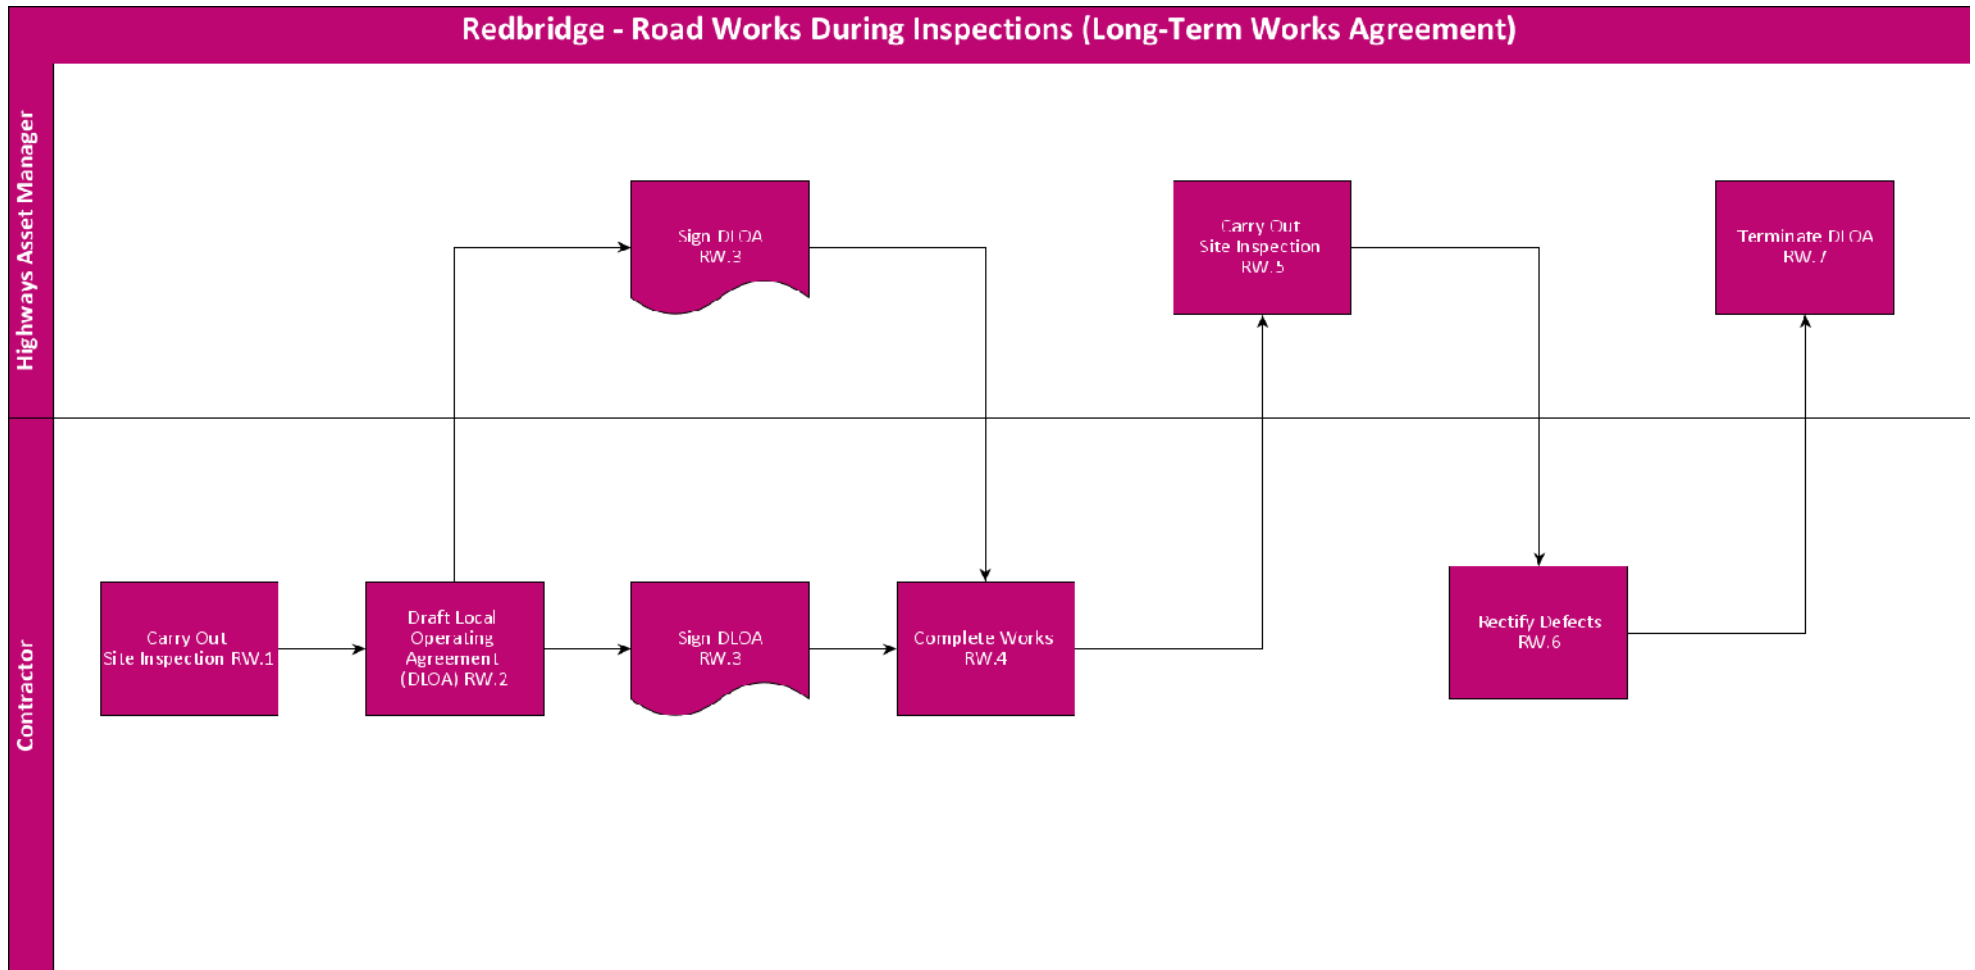 Redbridge - Road Works During Inspections (Long-Term Works Agreement)
Highways Asset Manager
Sign DLOA
RW.3
Carry Out
Site Inspection
RW.5
Terminate DLOA
RW.7
Contractor
Carry Out
Site Inspection RW.1
Draft Local
Operating
Agreement
(DLOA) RW.2
Sign DLOA
RW.3
Complete Works
RW.4
Rectify Defects
RW.6